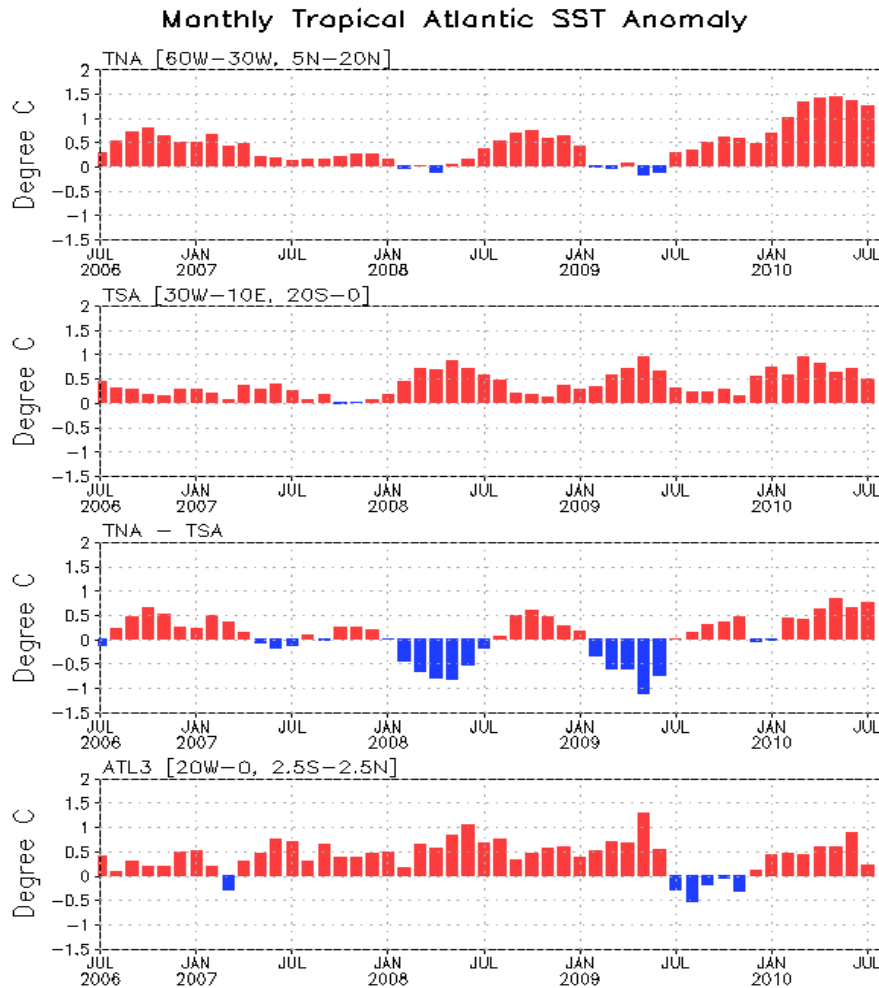 Monthly Tropical Atlantic SST Anomaly
TNA [60W-30W, 5N-20N]
Degree C
2
1.5
1
0.5
0
-0.5
-1
-1.5
JUL JAN JUL JAN JUL JAN JUL JAN JUL
2006 2007 2008 2009 2010
TSA [30W-10E, 20S-0]
Degree C
2
1.5
1
0.5
0
-0.5
-1
-1.5
JUL JAN JUL JAN JUL JAN JUL JAN JUL
2006 2007 2008 2009 2010
TNA - TSA
Degree C
2
1.5
1
0.5
0
-0.5
-1
-1.5
JUL JAN JUL JAN JUL JAN JUL JAN JUL
2006 2007 2008 2009 2010
ATL3 [20W-0, 2.5S-2.5N]
Degree C
2
1.5
1
0.5
0
-0.5
-1
-1.5
JUL JAN JUL JAN JUL JAN JUL JAN JUL
2006 2007 2008 2009 2010